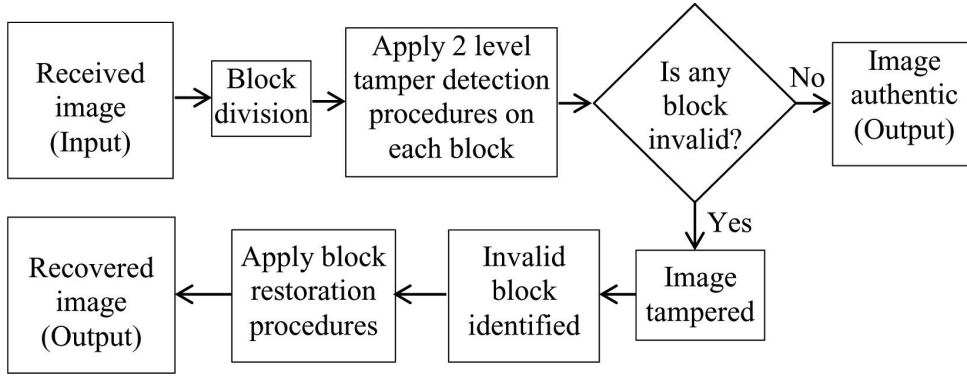 Received
image
(Input)
Block
division
Apply 2 level
tamper detection
procedures on
each block
Is any
block
invalid?
No
Image
authentic
(Output)
Yes
Image
tampered
Invalid
block
identified
Apply block
restoration
procedures
Recovered
image
(Output)